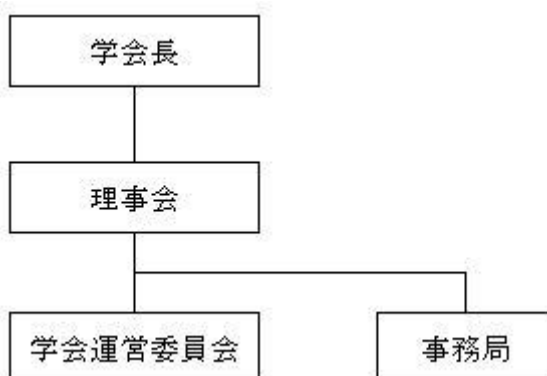 学会長
理事会
学会運営委員会
事務局